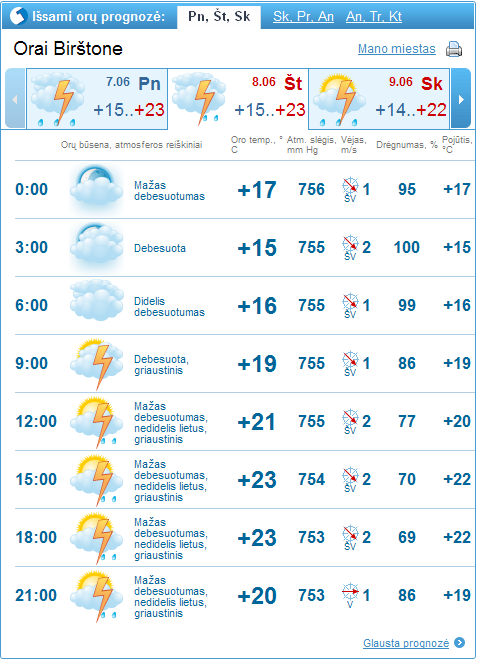 Išsami orų prognozė:
Pn, Št, Sk
Sk, Pr, An
An, Tr, Kt
Orai Birštone
Mano miestas
7.06 Pn
+15..+23
8.06 Št
+15..+23
9.06 Sk
+14..+22
Orų būsena, atmosferos reiškiniai
Oro temp., °
C
Atm. slėgis,
mm Hg
Vėjas,
m/s
Drėgnumas, %
Pojūtis,
°C
0:00
Mažas
debesuotumas
+17
756
ŠV
1
95
+17
3:00
Debesuota
+15
755
ŠV
2
100
+15
6:00
Didelis
debesuotumas
+16
755
ŠV
1
99
+16
9:00
Debesuota,
griaustinis
+19
755
ŠV
1
86
+19
12:00
Mažas
debesuotumas,
nedidelis lietus,
griaustinis
+21
755
ŠV
2
77
+20
15:00
Mažas
debesuotumas,
nedidelis lietus,
griaustinis
+23
754
ŠV
2
70
+22
18:00
Mažas
debesuotumas,
nedidelis lietus,
griaustinis
+23
753
ŠV
2
69
+22
21:00
Mažas
debesuotumas,
nedidelis lietus,
griaustinis
+20
753
V
1
86
+19
Glausta prognozė